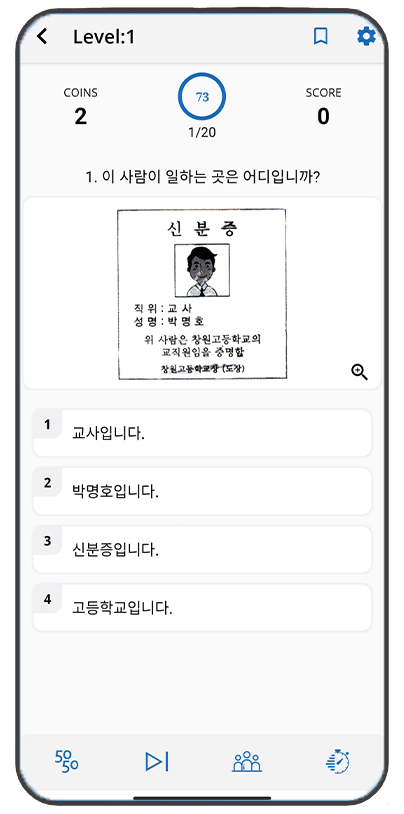 Level:1
COINS
2
73
1/20
SCORE
0
1. 이 사람이 일하는 곳은 어디입니까?
신 분 증
직 위 : 교 사
성 명 : 박 명 호
위 사람은 창원고등학교의
교직원임을 증명함
창원고등학교장 (도장)
1
교사입니다.
2
박명호입니다.
3
신분증입니다.
4
고등학교입니다.
50
50